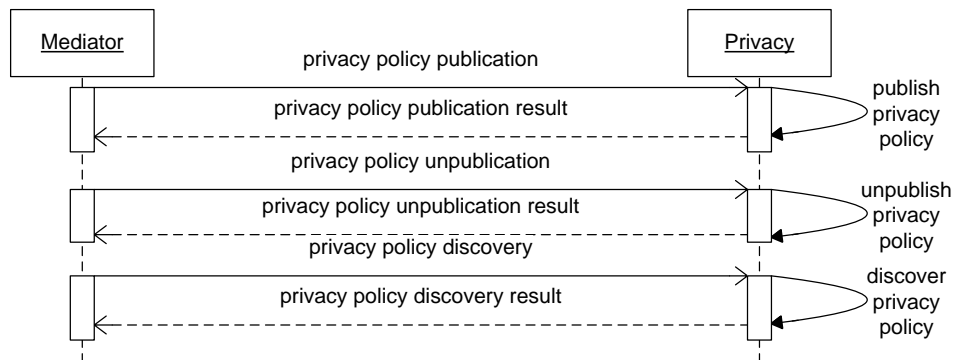 Mediator
Privacy
privacy policy publication
privacy policy publication result
publish
privacy
policy
privacy policy unpublication
privacy policy unpublication result
unpublish
privacy
policy
privacy policy discovery
privacy policy discovery result
discover
privacy
policy